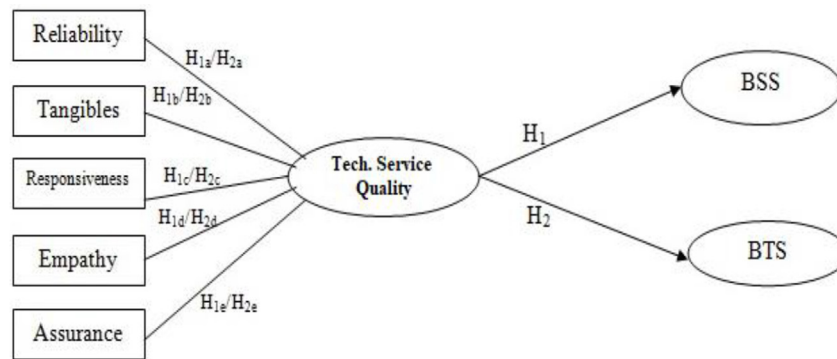 Reliability
H1a/H2a
Tangibles
H1b/H2b
Responsiveness
H1c/H2c
Empathy
H1d/H2d
Assurance
H1e/H2e
Tech. Service
Quality
H1
H2
BSS
BTS